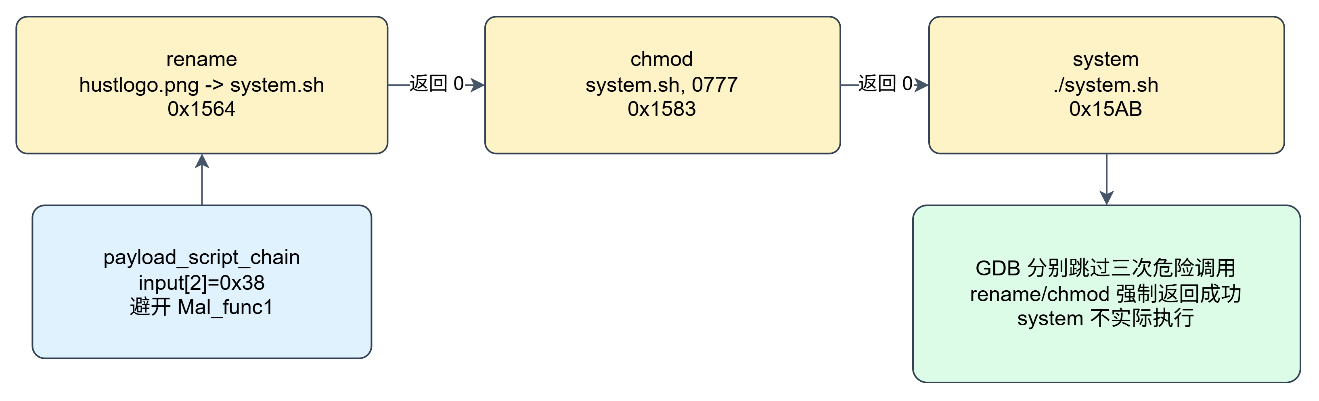 rename
hustlogo.png -> system.sh
0x1564
返回 0
chmod
system.sh, 0777
0x1583
返回 0
system
./system.sh
0x15AB
payload_script_chain
input[2]=0x38
避开 Mal_func1
GDB 分别跳过三次危险调用
rename/chmod 强制返回成功
system 不实际执行